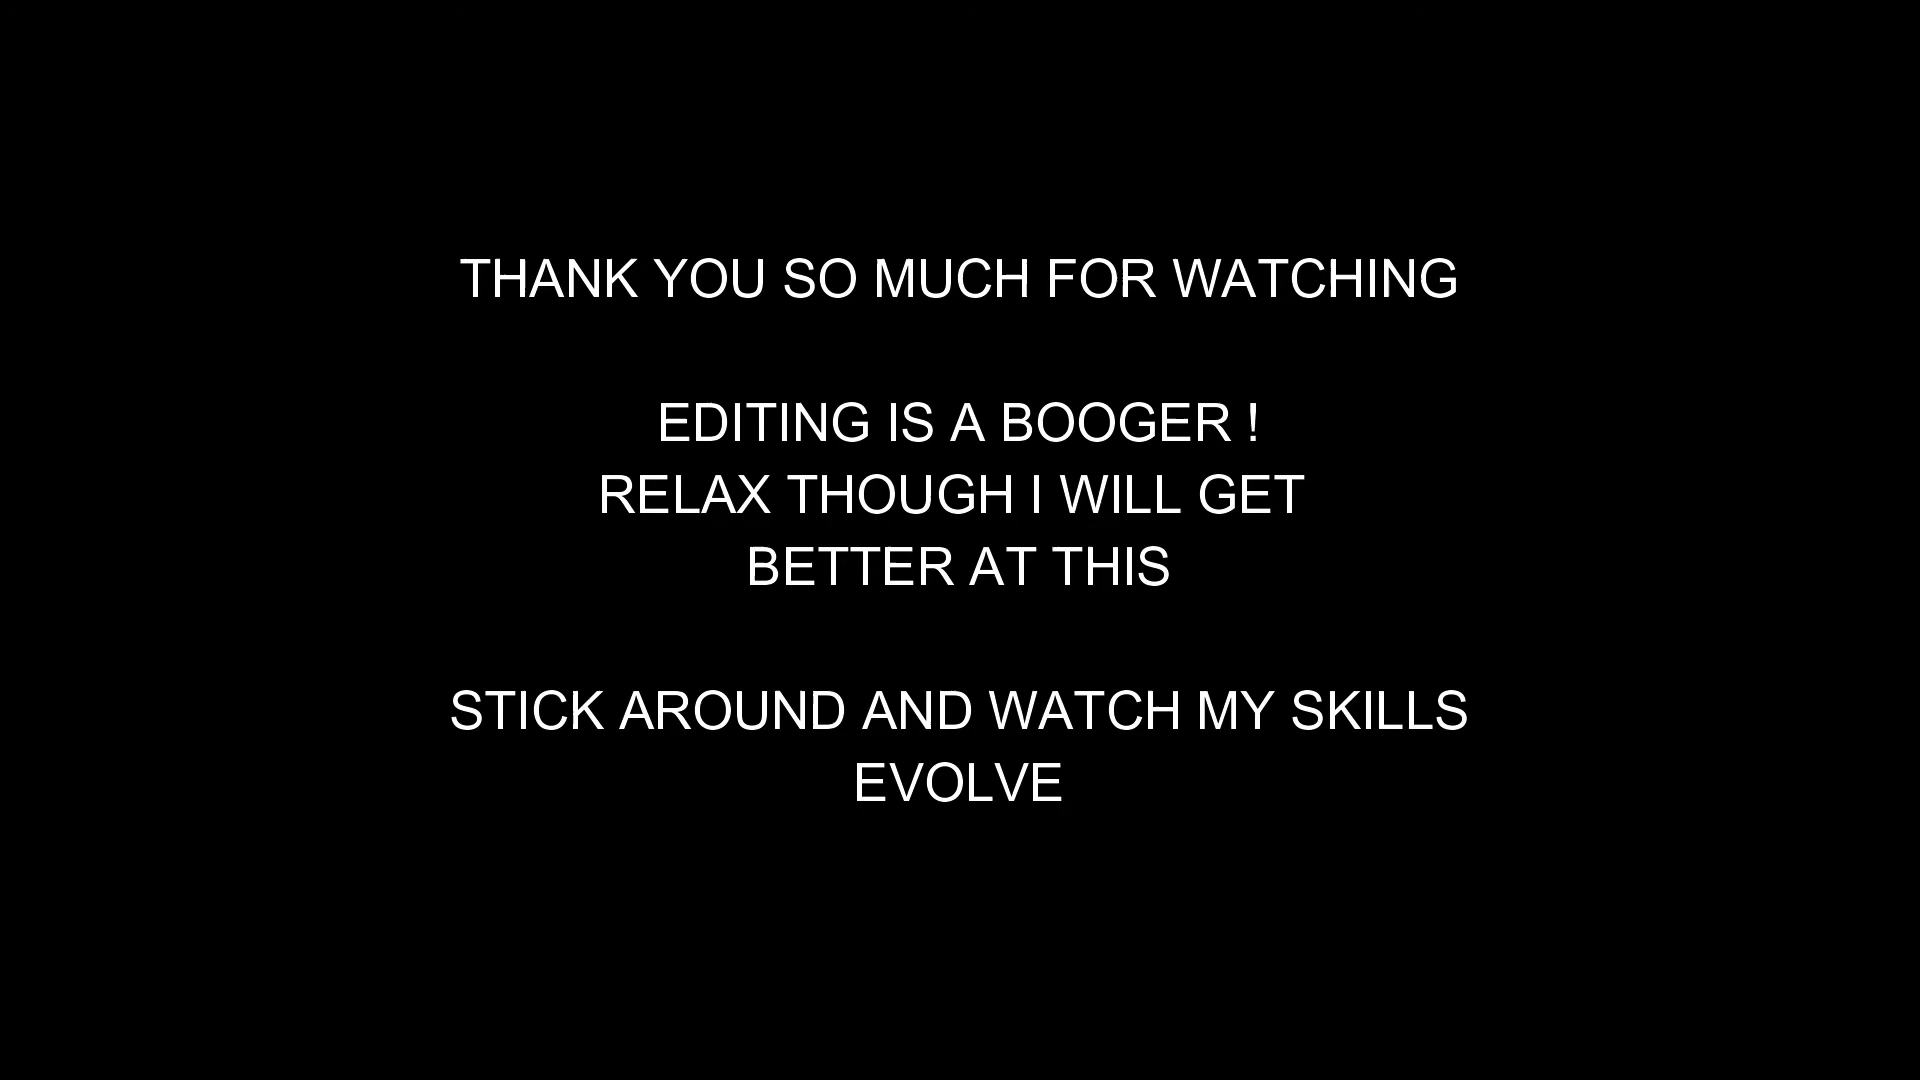 THANK YOU SO MUCH FOR WATCHING
EDITING IS A BOOGER !
RELAX THOUGH I WILL GET
BETTER AT THIS
STICK AROUND AND WATCH MY SKILLS
EVOLVE